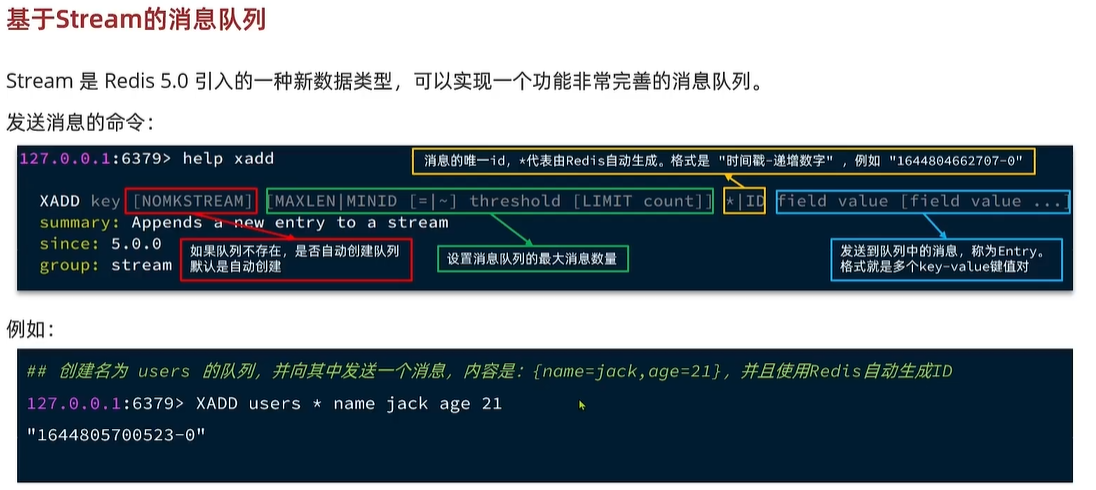 基于Stream的消息队列
Stream 是 Redis 5.0 引入的一种新数据类型，可以实现一个功能非常完善的消息队列。
发送消息的命令：
127.0.0.1:6379> help xadd
消息的唯一id，*代表由Redis自动生成。格式是 "时间戳-递增数字" ，例如 "1644804662707-0"
XADD key [NOMKSTREAM] [MAXLEN|MINID [=|~] threshold [LIMIT count]] *|ID field value [field value ...]
summary: Appends a new entry to a stream
since: 5.0.0
group: stream
如果队列不存在，是否自动创建队列
默认是自动创建
设置消息队列的最大消息数量
发送到队列中的消息，称为Entry。
格式就是多个key-value键值对
例如：
## 创建名为 users 的队列，并向其中发送一个消息，内容是：{name=jack,age=21}，并且使用Redis自动生成ID
127.0.0.1:6379> XADD users * name jack age 21
"1644805700523-0"